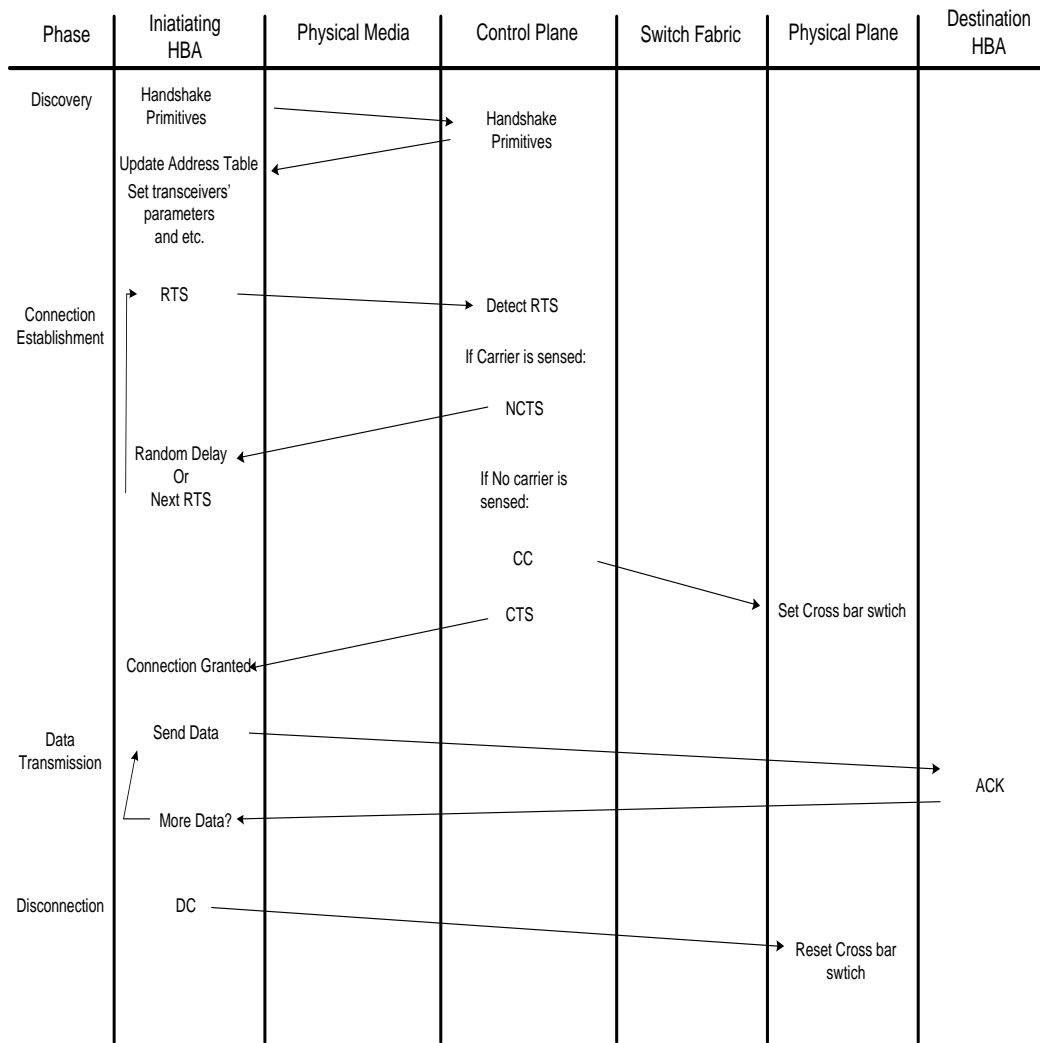 Phase
Iniatiating
HBA
Physical Media
Control Plane
Switch Fabric
Physical Plane
Destination
HBA
Discovery
Handshake
Primitives
Handshake
Primitives
Update Address Table
Set transceivers'
parameters
and etc.
Connection
Establishment
RTS
Detect RTS
If Carrier is sensed:
NCTS
Random Delay
Or
Next RTS
If No carrier is
sensed:
CC
Set Cross bar swtich
CTS
Connection Granted
Data
Transmission
Send Data
ACK
More Data?
Disconnection
DC
Reset Cross bar
swtich